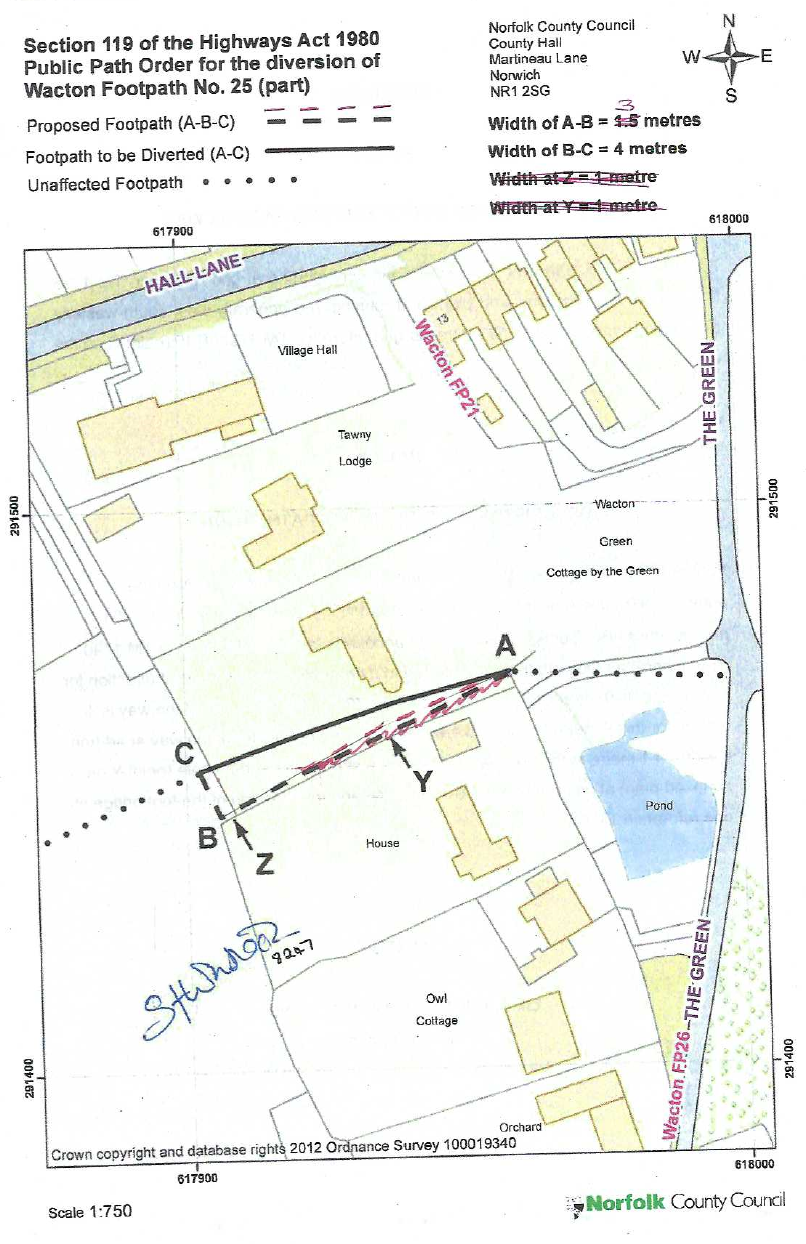 Section 119 of the Highways Act 1980
Public Path Order for the diversion of
Wacton Footpath No. 25 (part)
Proposed Footpath (A-B-C)
Footpath to be Diverted (A-C)
Unaffected Footpath
Norfolk County Council
County Hall
Martineau Lane
Norwich
NR1 2SG
N
W E
S
3
Width of A-B = 1.5 metres
Width of B-C = 4 metres
Width at Z = 1 metre
Width at Y = 1 metre
617900
618000
HALL LANE
Village Hall
13
Wacton FP21
THE GREEN
Tawny
Lodge
291500
291500
Wacton
Green
Cottage by the Green
A
C
B
Y
Z
Pond
House
8247
Owl
Cottage
Wacton FP26-THE GREEN
291400
291400
Orchard
Crown copyright and database rights 2012 Ordnance Survey 100019340
617900
618000
Scale 1:750
Norfolk County Council